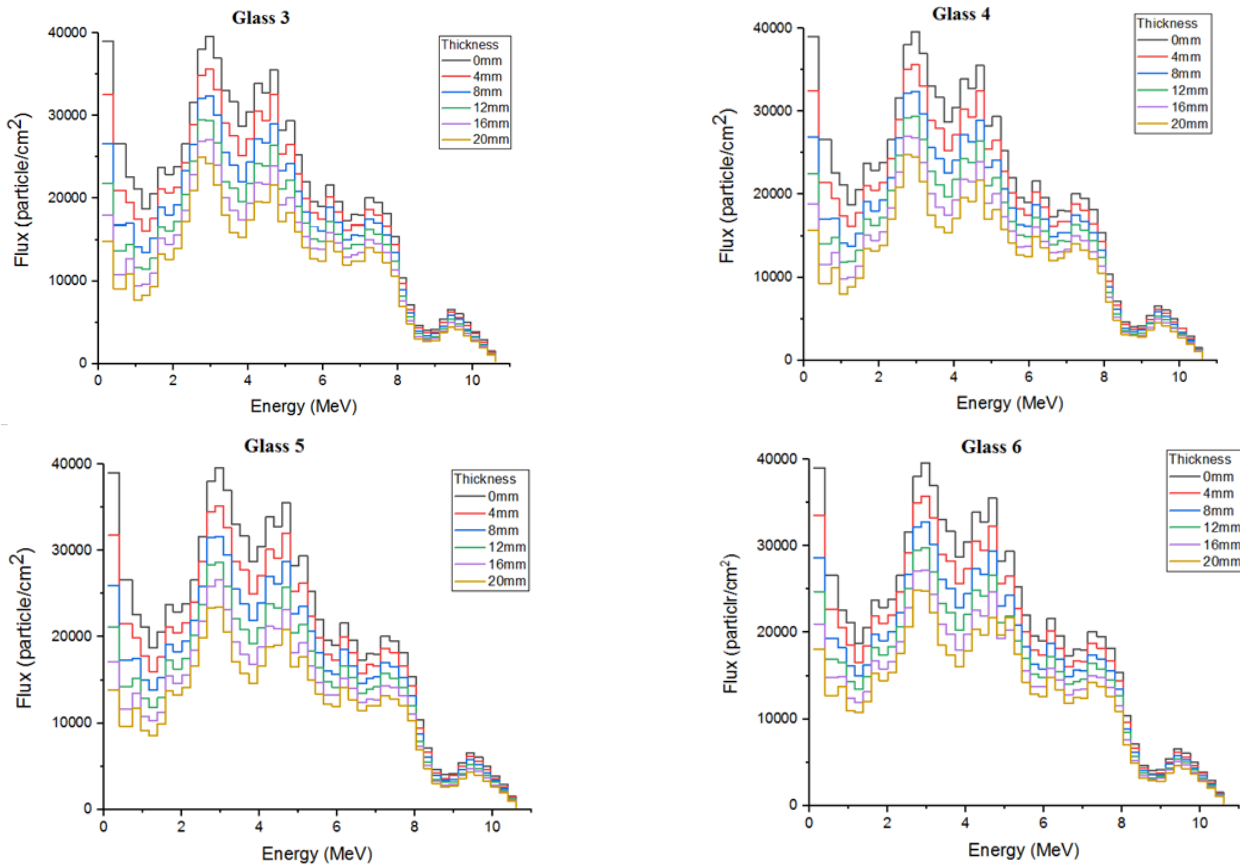 Glass 3
40000
30000
20000
10000
0
Flux (particle/cm²)
Thickness
0mm
4mm
8mm
12mm
16mm
20mm
0 2 4 6 8 10
Energy (MeV)
Glass 4
40000
30000
20000
10000
0
Flux (particle/cm²)
Thickness
0mm
4mm
8mm
12mm
16mm
20mm
0 2 4 6 8 10
Energy (MeV)
Glass 5
40000
30000
20000
10000
0
Flux (particle/cm²)
Thickness
0mm
4mm
8mm
12mm
16mm
20mm
0 2 4 6 8 10
Energy (MeV)
Glass 6
40000
30000
20000
10000
0
Flux (particlr/cm²)
Thickness
0mm
4mm
8mm
12mm
16mm
20mm
0 2 4 6 8 10
Energy (MeV)